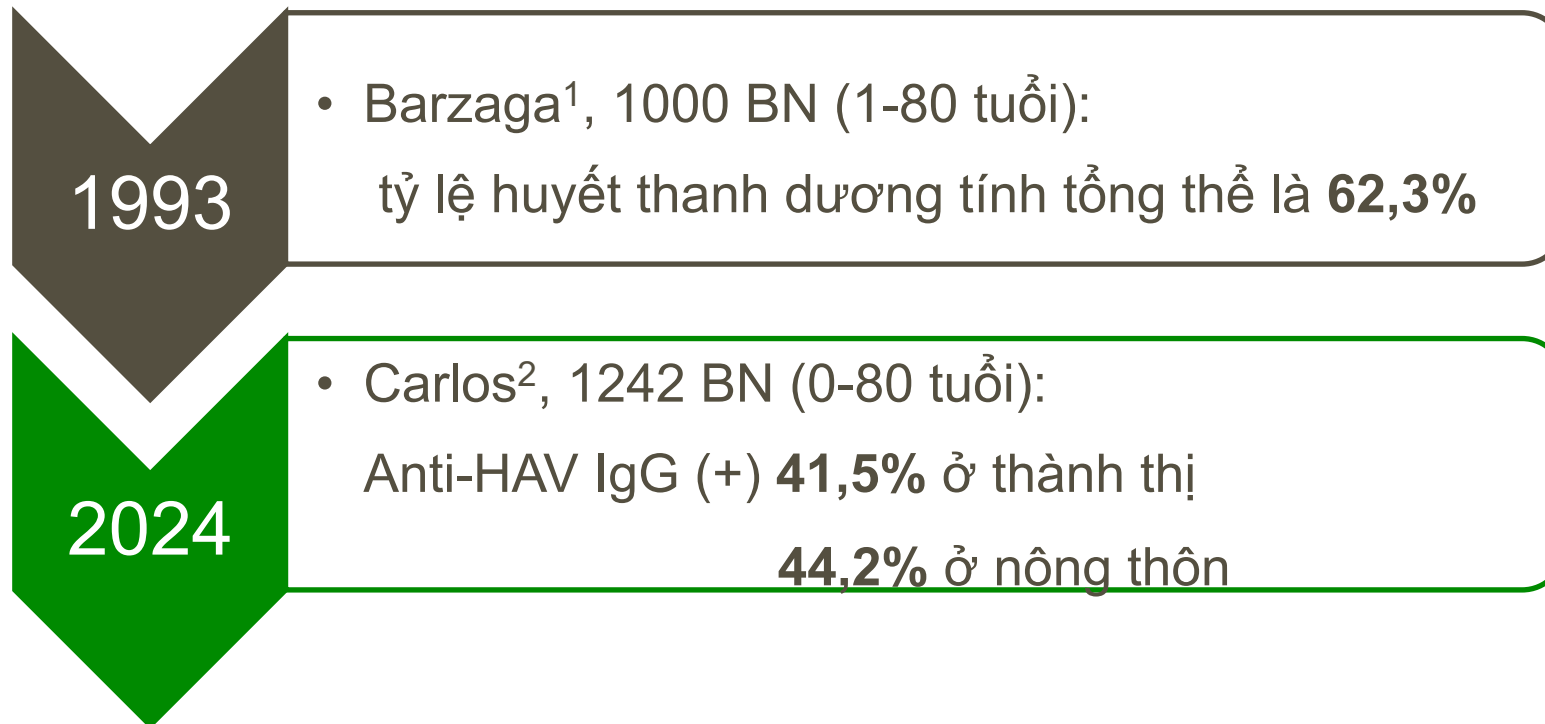 1993
• Barzaga¹, 1000 BN (1-80 tuổi):
tỷ lệ huyết thanh dương tính tổng thể là 62,3%
2024
• Carlos², 1242 BN (0-80 tuổi):
Anti-HAV IgG (+) 41,5% ở thành thị
44,2% ở nông thôn